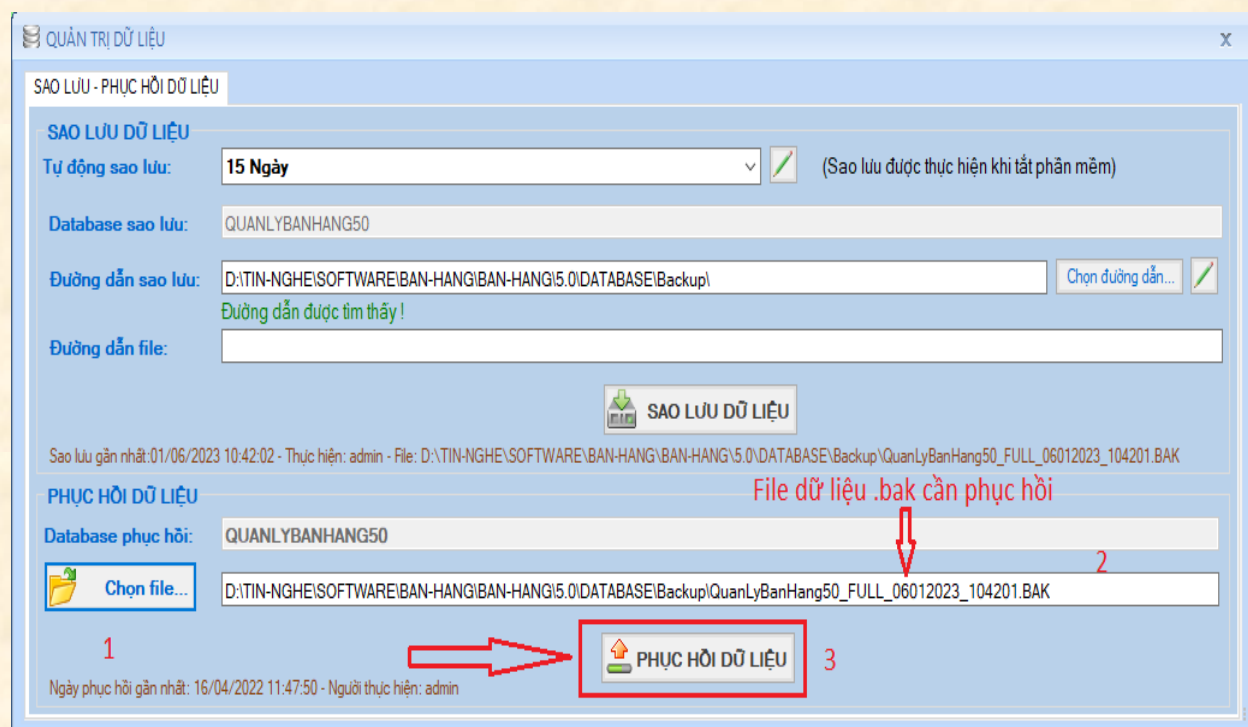 QUẢN TRỊ DỮ LIỆU
x
SAO LƯU - PHỤC HỒI DỮ LIỆU
SAO LƯU DỮ LIỆU
Tự động sao lưu: 15 Ngày (Sao lưu được thực hiện khi tắt phần mềm)
Database sao lưu: QUANLYBANHANG50
Đường dẫn sao lưu: D:\TIN-NGHE\SOFTWARE\BAN-HANG\BAN-HANG\5.0\DATABASE\Backup\ Chọn đường dẫn...
Đường dẫn được tìm thấy !
Đường dẫn file:
SAO LƯU DỮ LIỆU
Sao lưu gần nhất:01/06/2023 10:42:02 - Thực hiện: admin - File: D:\TIN-NGHE\SOFTWARE\BAN-HANG\BAN-HANG\5.0\DATABASE\Backup\QuanLyBanHang50_FULL_06012023_104201.BAK
PHỤC HỒI DỮ LIỆU
File dữ liệu .bak cần phục hồi
Database phục hồi: QUANLYBANHANG50
2
Chọn file... D:\TIN-NGHE\SOFTWARE\BAN-HANG\BAN-HANG\5.0\DATABASE\Backup\QuanLyBanHang50_FULL_06012023_104201.BAK
1
PHỤC HỒI DỮ LIỆU 3
Ngày phục hồi gần nhất: 16/04/2022 11:47:50 - Người thực hiện: admin